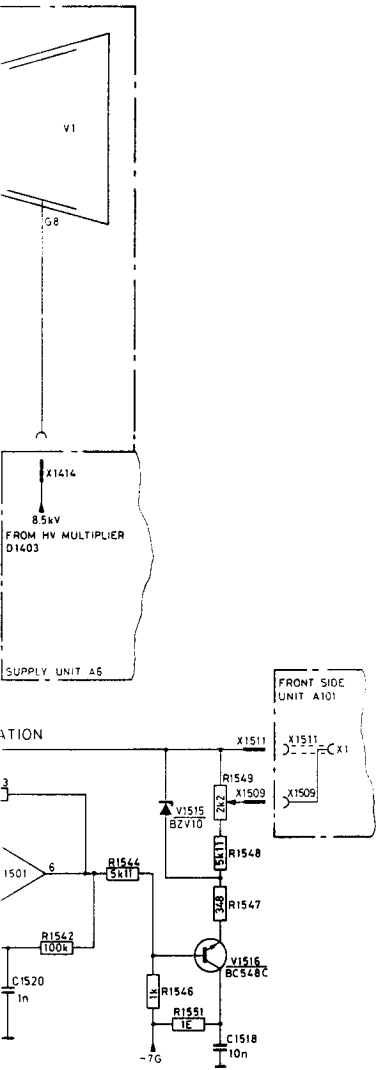 V1
G8
X1414
8.5kV
FROM HV MULTIPLIER
D1403
SUPPLY UNIT A6
FRONT SIDE
UNIT A101
ATION
X1511
X1511
X1
R1549
2k2
X1509
X1509
V1515
BZV10
5k11
R1548
3
1501
6
R1544
5k11
348
R1547
R1542
100k
V1516
BC548C
C1520
1n
1k
R1546
R1551
1E
C1518
10n
-7G